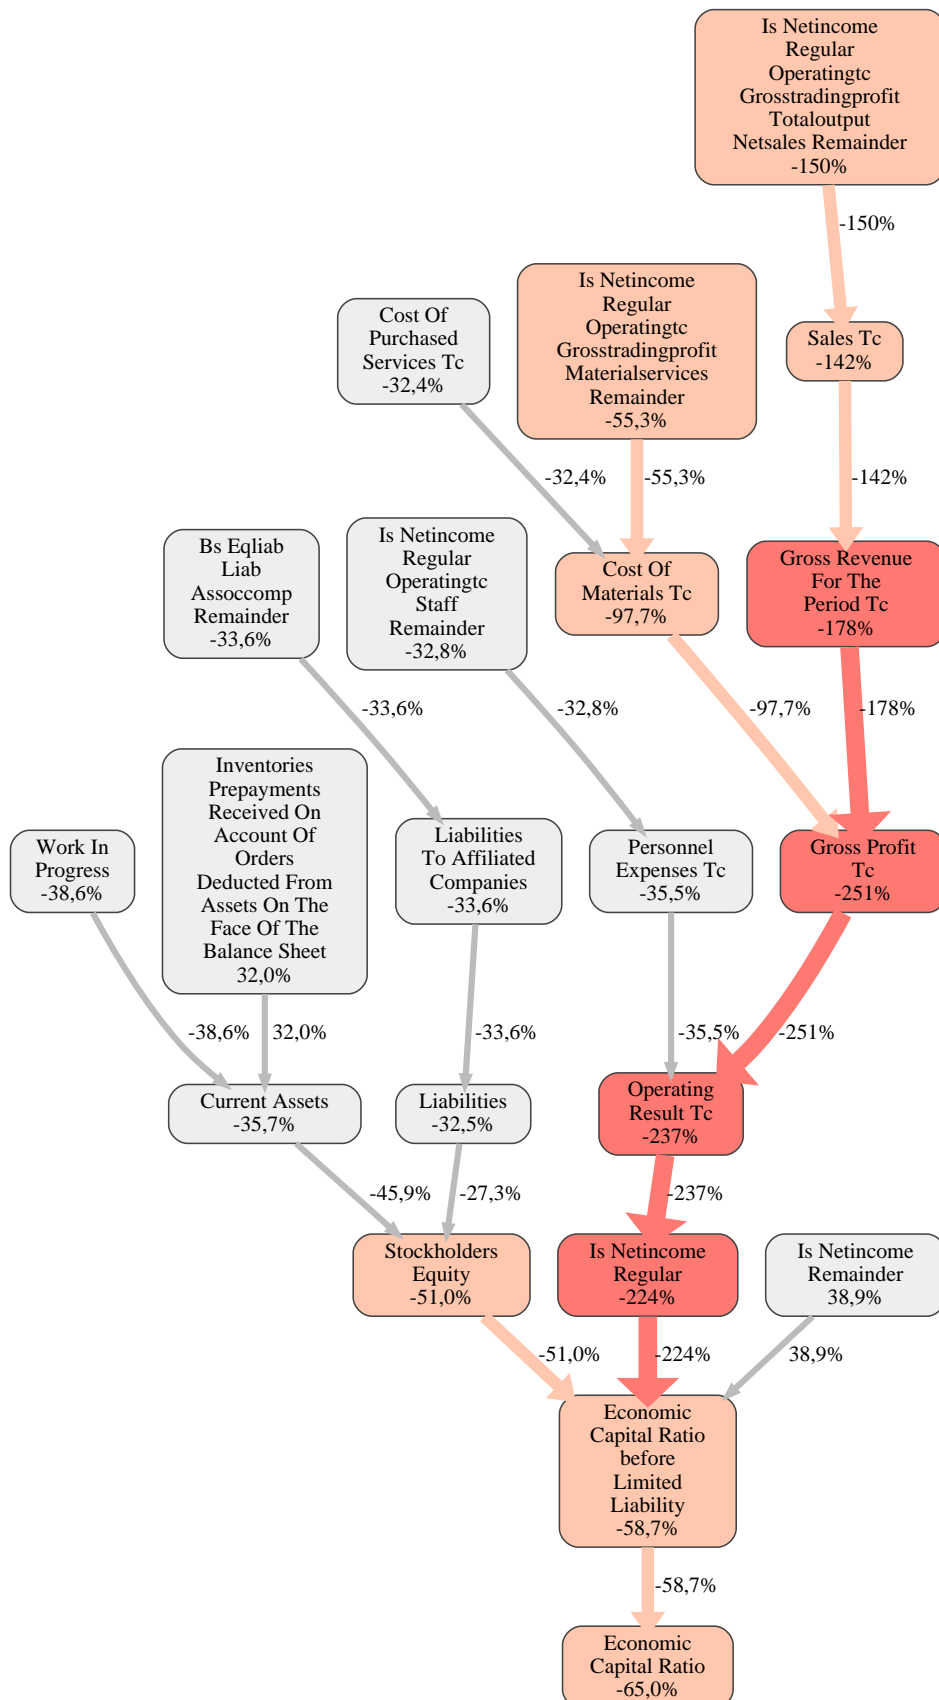 Is Netincome
Regular
Operatingtc
Grosstradingprofit
Totaloutput
Netsales Remainder
-150%
-150%
Cost Of
Purchased
Services Tc
-32,4%
Is Netincome
Regular
Operatingtc
Grosstradingprofit
Materialservices
Remainder
-55,3%
Sales Tc
-142%
-32,4%
-55,3%
-142%
Bs Eqliab
Liab
Assoccomp
Remainder
-33,6%
Is Netincome
Regular
Operatingtc
Staff
Remainder
-32,8%
Cost Of
Materials Tc
-97,7%
Gross Revenue
For The
Period Tc
-178%
-33,6%
-32,8%
-97,7%
-178%
Work In
Progress
-38,6%
Inventories
Prepayments
Received On
Account Of
Orders
Deducted From
Assets On The
Face Of The
Balance Sheet
32,0%
Liabilities
To Affiliated
Companies
-33,6%
Personnel
Expenses Tc
-35,5%
Gross Profit
Tc
-251%
-38,6%
32,0%
-33,6%
-35,5%
-251%
Current Assets
-35,7%
Liabilities
-32,5%
Operating
Result Tc
-237%
-45,9%
-27,3%
-237%
Stockholders
Equity
-51,0%
Is Netincome
Regular
-224%
Is Netincome
Remainder
38,9%
-51,0%
-224%
38,9%
Economic
Capital Ratio
before
Limited
Liability
-58,7%
-58,7%
Economic
Capital Ratio
-65,0%